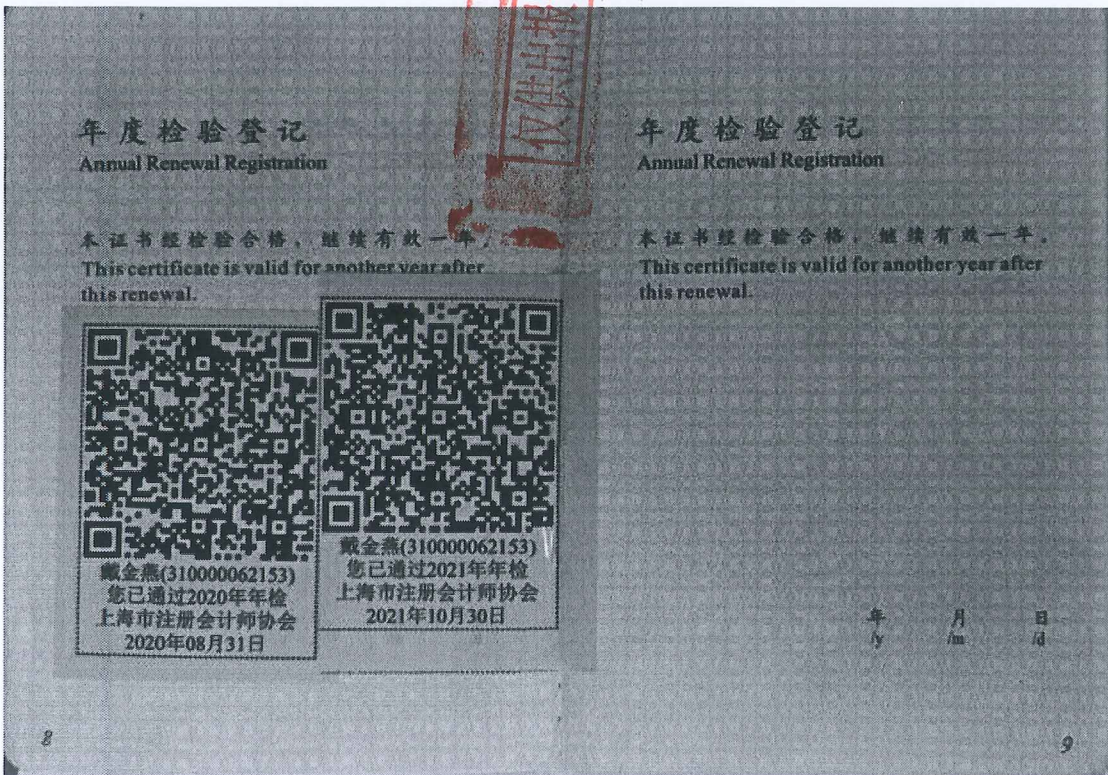 仅供出报
年度检验登记
Annual Renewal Registration
本证书经检验合格，继续有效一年。
This certificate is valid for another year after
this renewal.
戴金燕(310000062153)
您已通过2020年年检
上海市注册会计师协会
2020年08月31日
戴金燕(310000062153)
您已通过2021年年检
上海市注册会计师协会
2021年10月30日
8
年度检验登记
Annual Renewal Registration
本证书经检验合格，继续有效一年。
This certificate is valid for another year after
this renewal.
年 月 日
/y /m /d
9